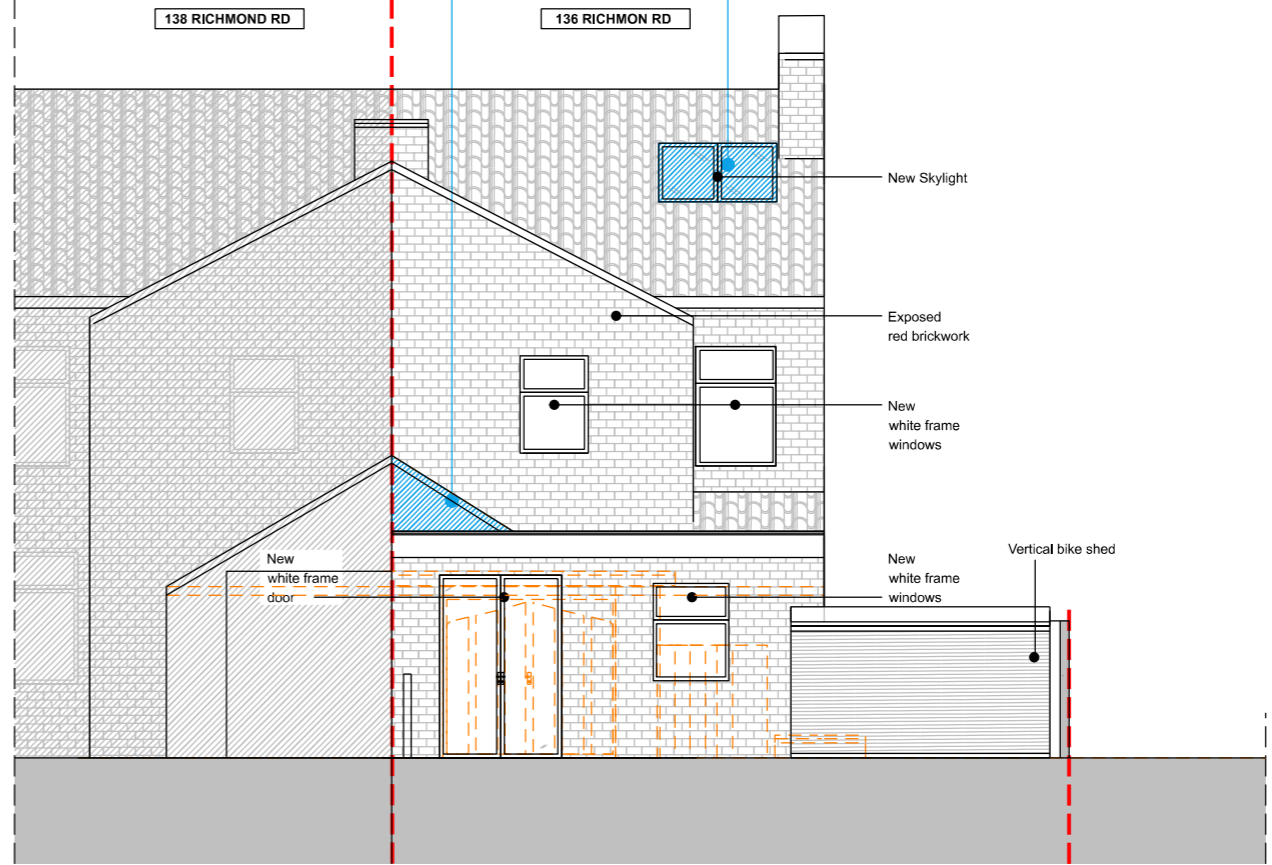 138 RICHMOND RD
136 RICHMON RD
New Skylight
Exposed
red brickwork
New
white frame
windows
New
white frame
door
New
white frame
windows
Vertical bike shed